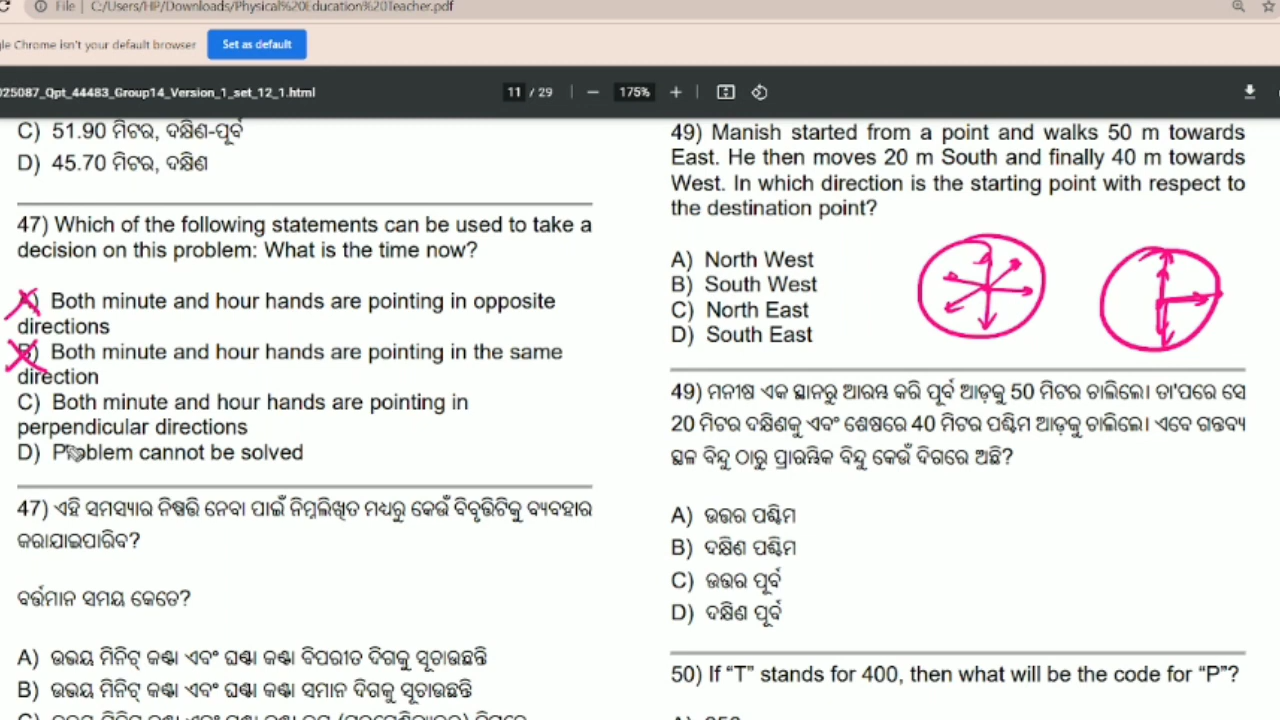 File | C:/Users/HP/Downloads/Physical%20Education%20Teacher.pdf
le Chrome isn't your default browser
Set as default
025087_Qpt_44483_Group14_Version_1_set_12_1.html
11 / 29
175%
C) 51.90 ମିଟର, ଦକ୍ଷିଣ-ପୂର୍ବ
D) 45.70 ମିଟର, ଦକ୍ଷିଣ
47) Which of the following statements can be used to take a
decision on this problem: What is the time now?
A) Both minute and hour hands are pointing in opposite
directions
B) Both minute and hour hands are pointing in the same
direction
C) Both minute and hour hands are pointing in
perpendicular directions
D) Problem cannot be solved
47) ଏହି ସମସ୍ୟାର ନିଷ୍ପତ୍ତି ନେବା ପାଇଁ ନିମ୍ନଲିଖିତ ମଧ୍ୟରୁ କେଉଁ ବିବୃତ୍ତିଟିକୁ ବ୍ୟବହାର
କରାଯାଇପାରିବ?
ବର୍ତ୍ତମାନ ସମୟ କେତେ?
A) ଉଭୟ ମିନିଟ୍ କଣ୍ଟା ଏବଂ ଘଣ୍ଟା କଣ୍ଟା ବିପରୀତ ଦିଗକୁ ସୂଚାଉଛନ୍ତି
B) ଉଭୟ ମିନିଟ୍ କଣ୍ଟା ଏବଂ ଘଣ୍ଟା କଣ୍ଟା ସମାନ ଦିଗକୁ ସୂଚାଉଛନ୍ତି
49) Manish started from a point and walks 50 m towards
East. He then moves 20 m South and finally 40 m towards
West. In which direction is the starting point with respect to
the destination point?
A) North West
B) South West
C) North East
D) South East
49) ମନୀଷ ଏକ ସ୍ଥାନରୁ ଆରମ୍ଭ କରି ପୂର୍ବ ଆଡ଼କୁ 50 ମିଟର ଚାଲିଲେ। ତା'ପରେ ସେ
20 ମିଟର ଦକ୍ଷିଣକୁ ଏବଂ ଶେଷରେ 40 ମିଟର ପଶ୍ଚିମ ଆଡ଼କୁ ଚାଲିଲେ। ଏବେ ଗନ୍ତବ୍ୟ
ସ୍ଥଳ ବିନ୍ଦୁ ଠାରୁ ପ୍ରାରମ୍ଭିକ ବିନ୍ଦୁ କେଉଁ ଦିଗରେ ଅଛି?
A) ଉତ୍ତର ପଶ୍ଚିମ
B) ଦକ୍ଷିଣ ପଶ୍ଚିମ
C) ଉତ୍ତର ପୂର୍ବ
D) ଦକ୍ଷିଣ ପୂର୍ବ
50) If “T” stands for 400, then what will be the code for “P”?